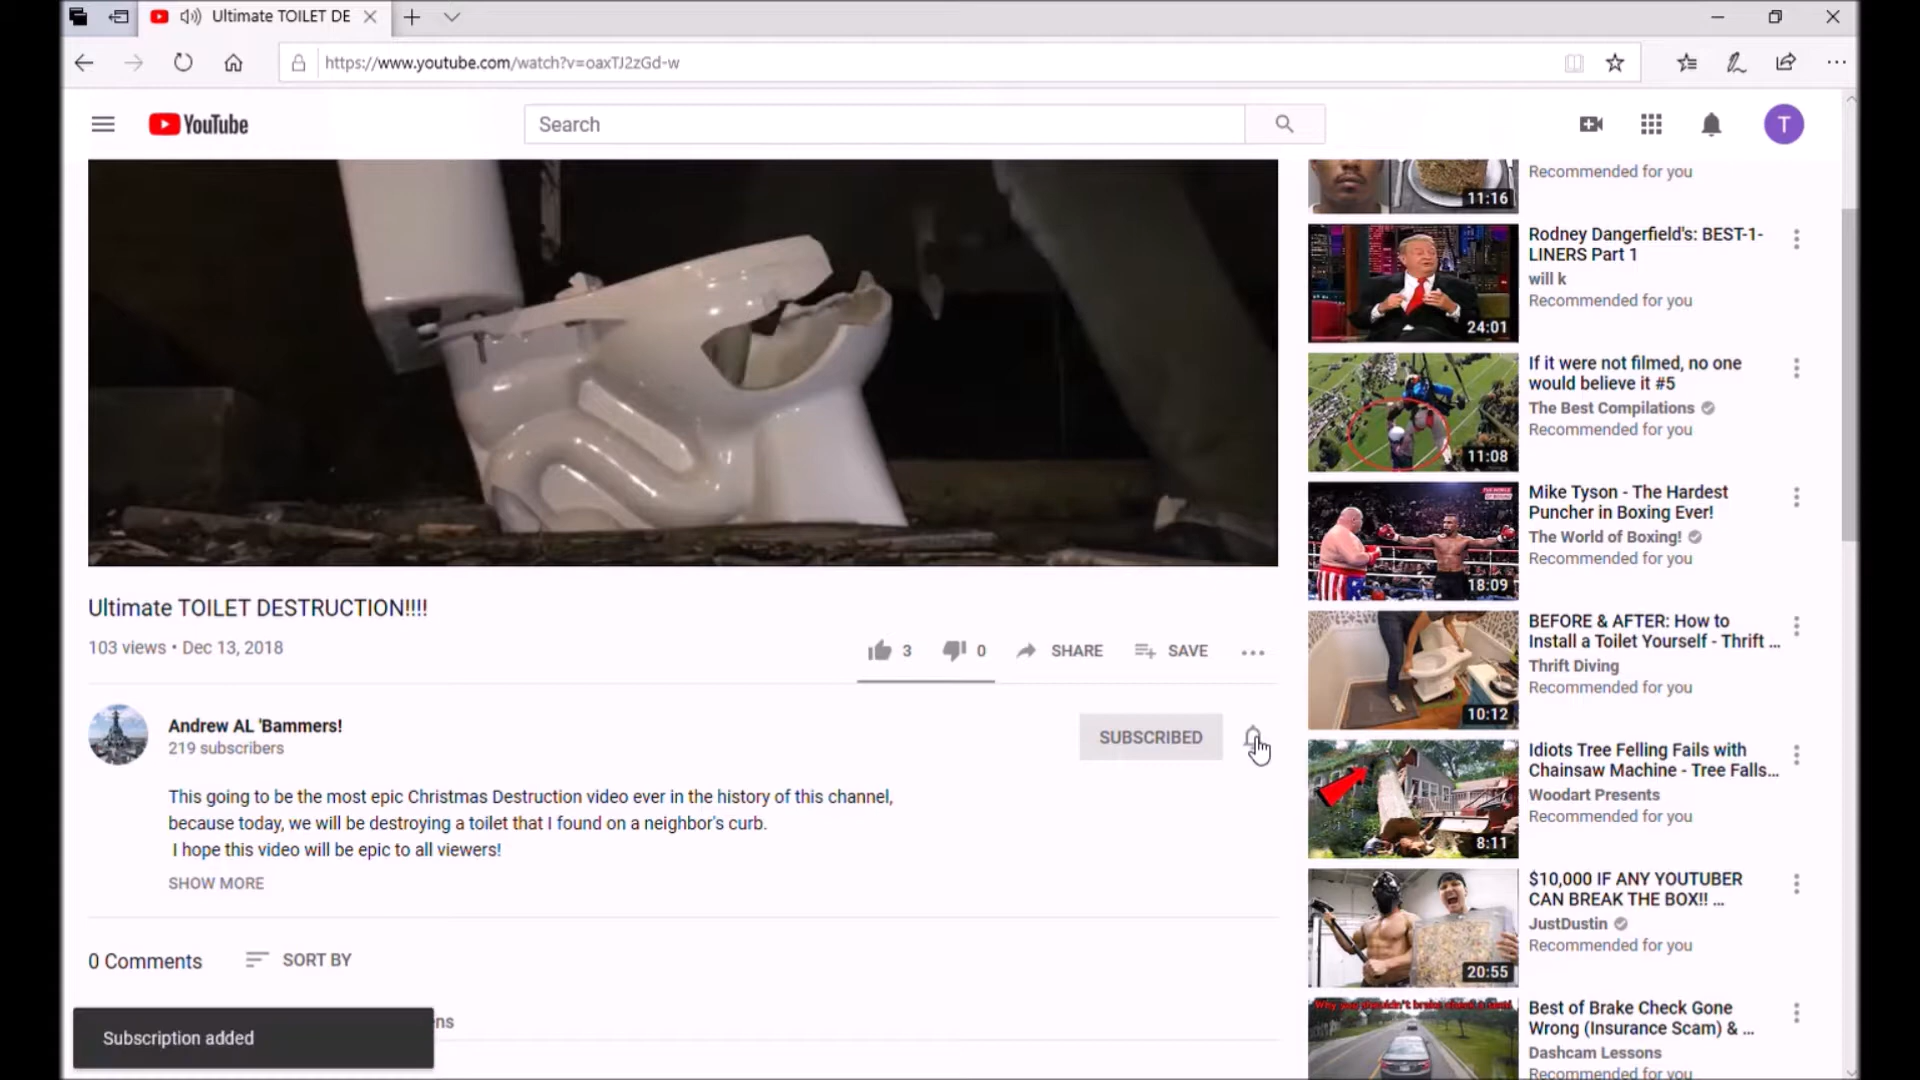 Ultimate TOILET DE
https://www.youtube.com/watch?v=oaxTJ2zGd-w
YouTube
Search
T
Ultimate TOILET DESTRUCTION!!!!
103 views • Dec 13, 2018
3
0
SHARE
SAVE
Andrew AL 'Bammers!
219 subscribers
SUBSCRIBED
This going to be the most epic Christmas Destruction video ever in the history of this channel,
because today, we will be destroying a toilet that I found on a neighbor's curb.
I hope this video will be epic to all viewers!
SHOW MORE
0 Comments
SORT BY
Subscription added
Recommended for you
11:16
Rodney Dangerfield's: BEST-1-
LINERS Part 1
will k
Recommended for you
24:01
If it were not filmed, no one
would believe it #5
The Best Compilations
Recommended for you
11:08
Mike Tyson - The Hardest
Puncher in Boxing Ever!
The World of Boxing!
Recommended for you
18:09
BEFORE & AFTER: How to
Install a Toilet Yourself - Thrift ...
Thrift Diving
Recommended for you
10:12
Idiots Tree Felling Fails with
Chainsaw Machine - Tree Falls...
Woodart Presents
Recommended for you
8:11
$10,000 IF ANY YOUTUBER
CAN BREAK THE BOX!! ...
JustDustin
Recommended for you
20:55
Best of Brake Check Gone
Wrong (Insurance Scam) & ...
Dashcam Lessons
Recommended for you